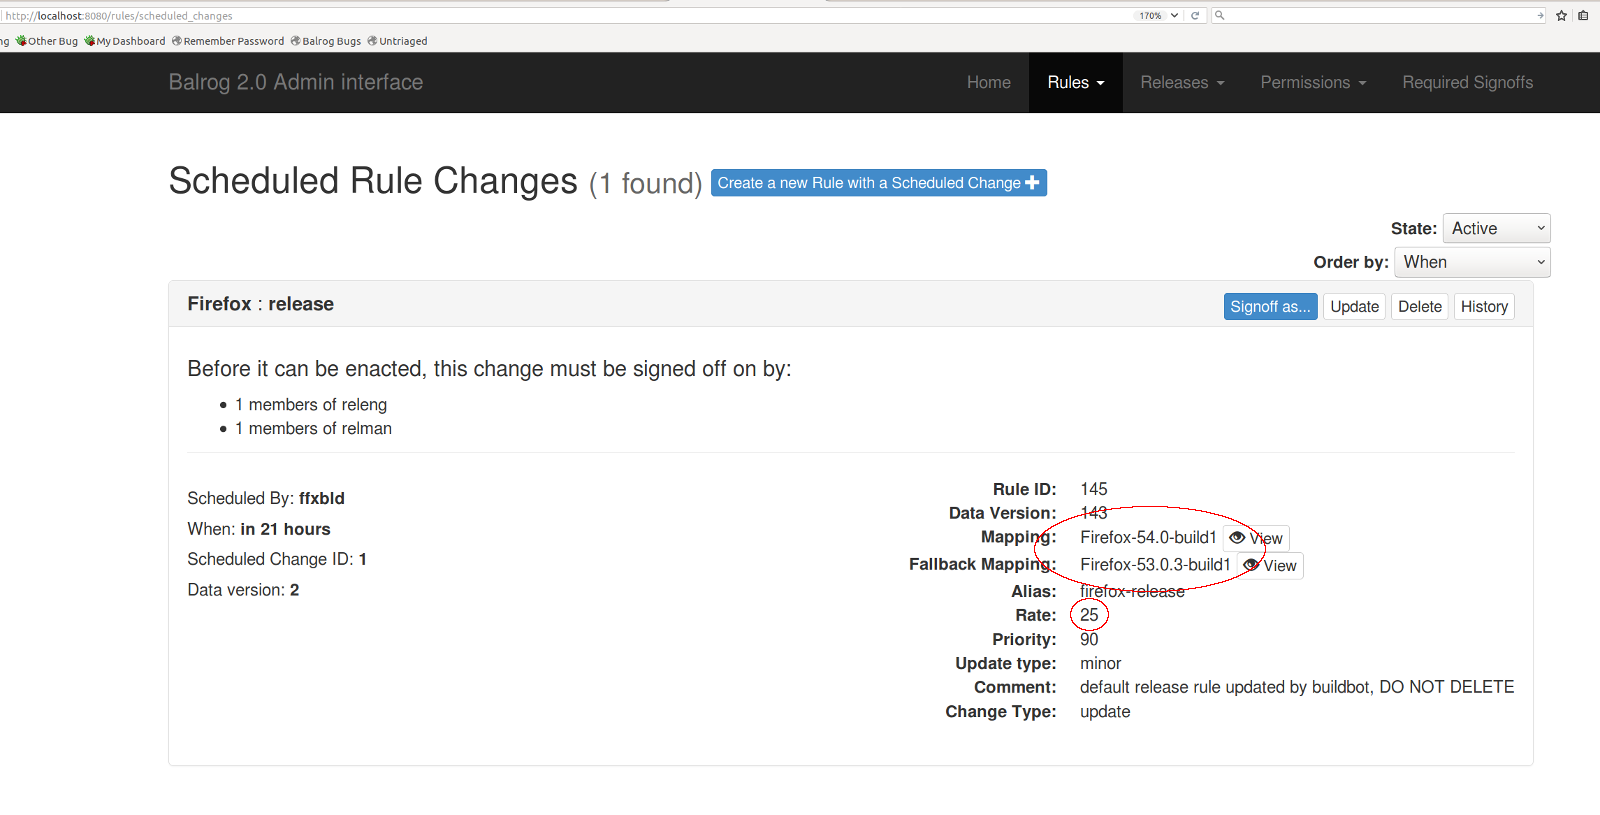 http://localhost:8080/rules/scheduled_changes 170%
ng Other Bug My Dashboard Remember Password Balrog Bugs Untriaged
Balrog 2.0 Admin interface Home Rules Releases Permissions Required Signoffs
Scheduled Rule Changes (1 found) Create a new Rule with a Scheduled Change
State: Active
Order by: When
Firefox : release Signoff as... Update Delete History
Before it can be enacted, this change must be signed off on by:
1 members of releng
1 members of relman
Scheduled By: ffxbld
When: in 21 hours
Scheduled Change ID: 1
Data version: 2
Rule ID: 145
Data Version: 143
Mapping: Firefox-54.0-build1 View
Fallback Mapping: Firefox-53.0.3-build1 View
Alias: firefox-release
Rate: 25
Priority: 90
Update type: minor
Comment: default release rule updated by buildbot, DO NOT DELETE
Change Type: update